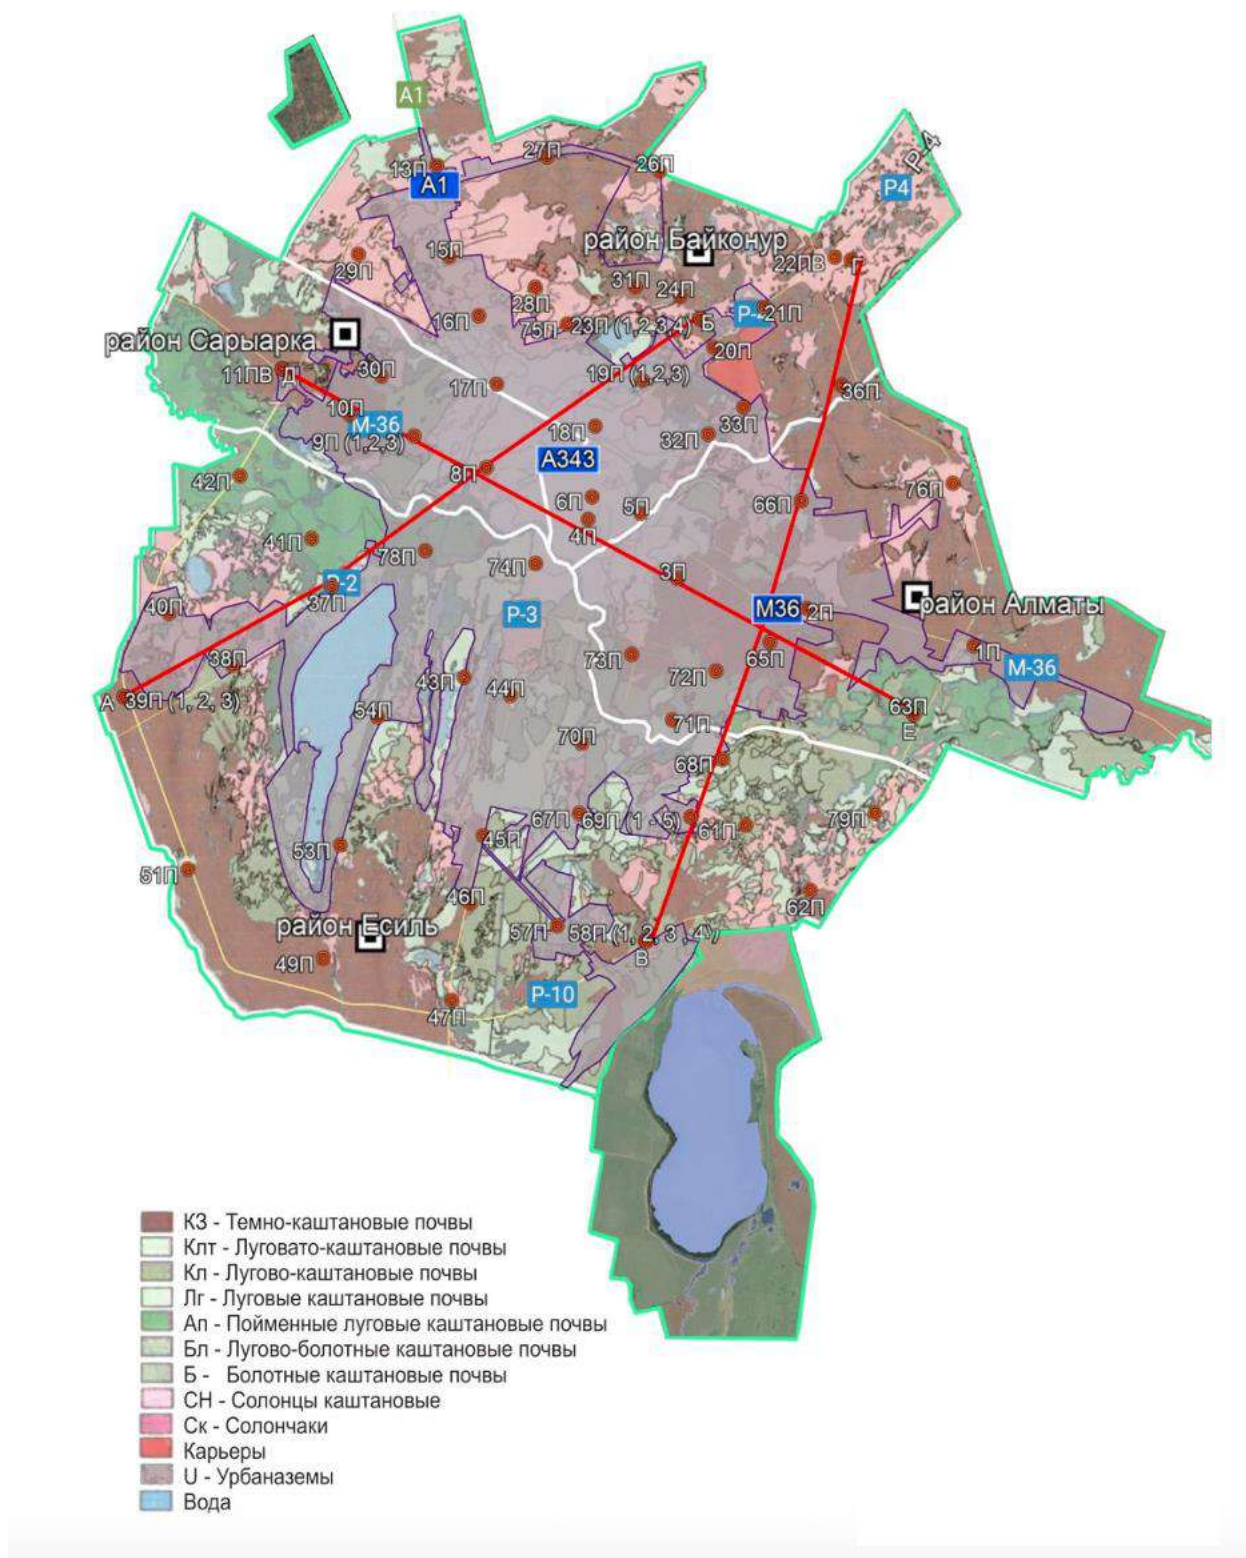 А1
27П
13П
A1
26П
Р-4
P4
район Байконур
15П
22ПВ
Г
29П
31П
24П
28П
P-4
21П
16П
75П
23П (1,2,3,4)
Б
район Сарыарка
20П
11ПВ
Д
30П
19П (1,2,3)
17П
36П
10П
M-36
33П
9П (1,2,3)
18П
32П
8П
A343
42П
76П
6П
5П
66П
4П
41П
78П
74П
3П
P-2
37П
40П
P-3
M36
2П
район Алматы
38П
73П
65П
1П
72П
M-36
43П
44П
А
39П (1, 2, 3)
54П
71П
63П
Е
70П
68П
67П
69П (1 - 5)
61П
79П
45П
53П
51П
46П
62П
район Есиль
57П
58П (1, 2, 3 ,4)
В
49П
P-10
47П
КЗ - Темно-каштановые почвы
Клт - Луговато-каштановые почвы
Кл - Лугово-каштановые почвы
Лг - Луговые каштановые почвы
Ап - Пойменные луговые каштановые почвы
Бл - Лугово-болотные каштановые почвы
Б - Болотные каштановые почвы
СН - Солонцы каштановые
Ск - Солончаки
Карьеры
U - Урбаназемы
Вода